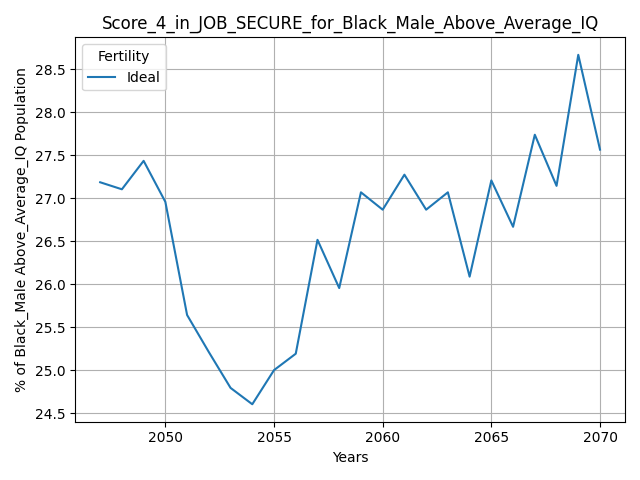 Score_4_in_JOB_SECURE_for_Black_Male_Above_Average_IQ
Fertility
Ideal
% of Black_Male Above_Average_IQ Population
28.5
28.0
27.5
27.0
26.5
26.0
25.5
25.0
24.5
2050 2055 2060 2065 2070
Years